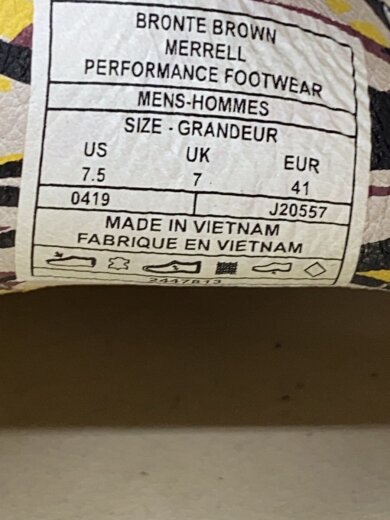 BRONTE BROWN
MERRELL
PERFORMANCE FOOTWEAR
MENS-HOMMES
SIZE - GRANDEUR
US UK EUR
7.5 7 41
0419 J20557
MADE IN VIETNAM
FABRIQUE EN VIETNAM
2447813